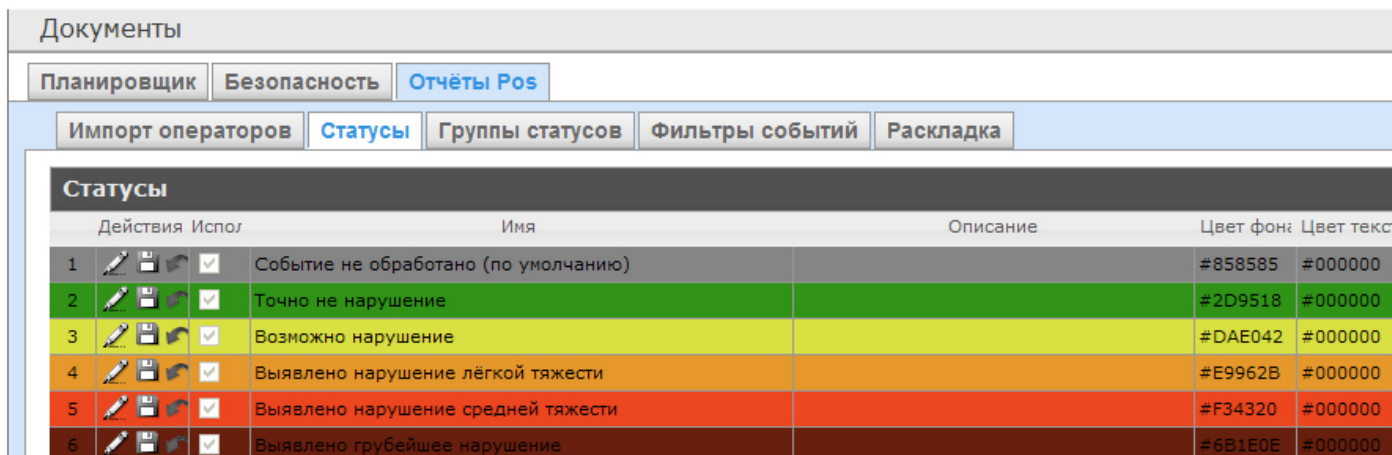 Документы
Планировщик Безопасность Отчёты Pos
Импорт операторов Статусы Группы статусов Фильтры событий Раскладка
Статусы
Действия Испол Имя Описание Цвет фона Цвет текс
1 Событие не обработано (по умолчанию) #858585 #000000
2 Точно не нарушение #2D9518 #000000
3 Возможно нарушение #DAE042 #000000
4 Выявлено нарушение лёгкой тяжести #E9962B #000000
5 Выявлено нарушение средней тяжести #F34320 #000000
6 Выявлено грубейшее нарушение #6B1E0E #000000